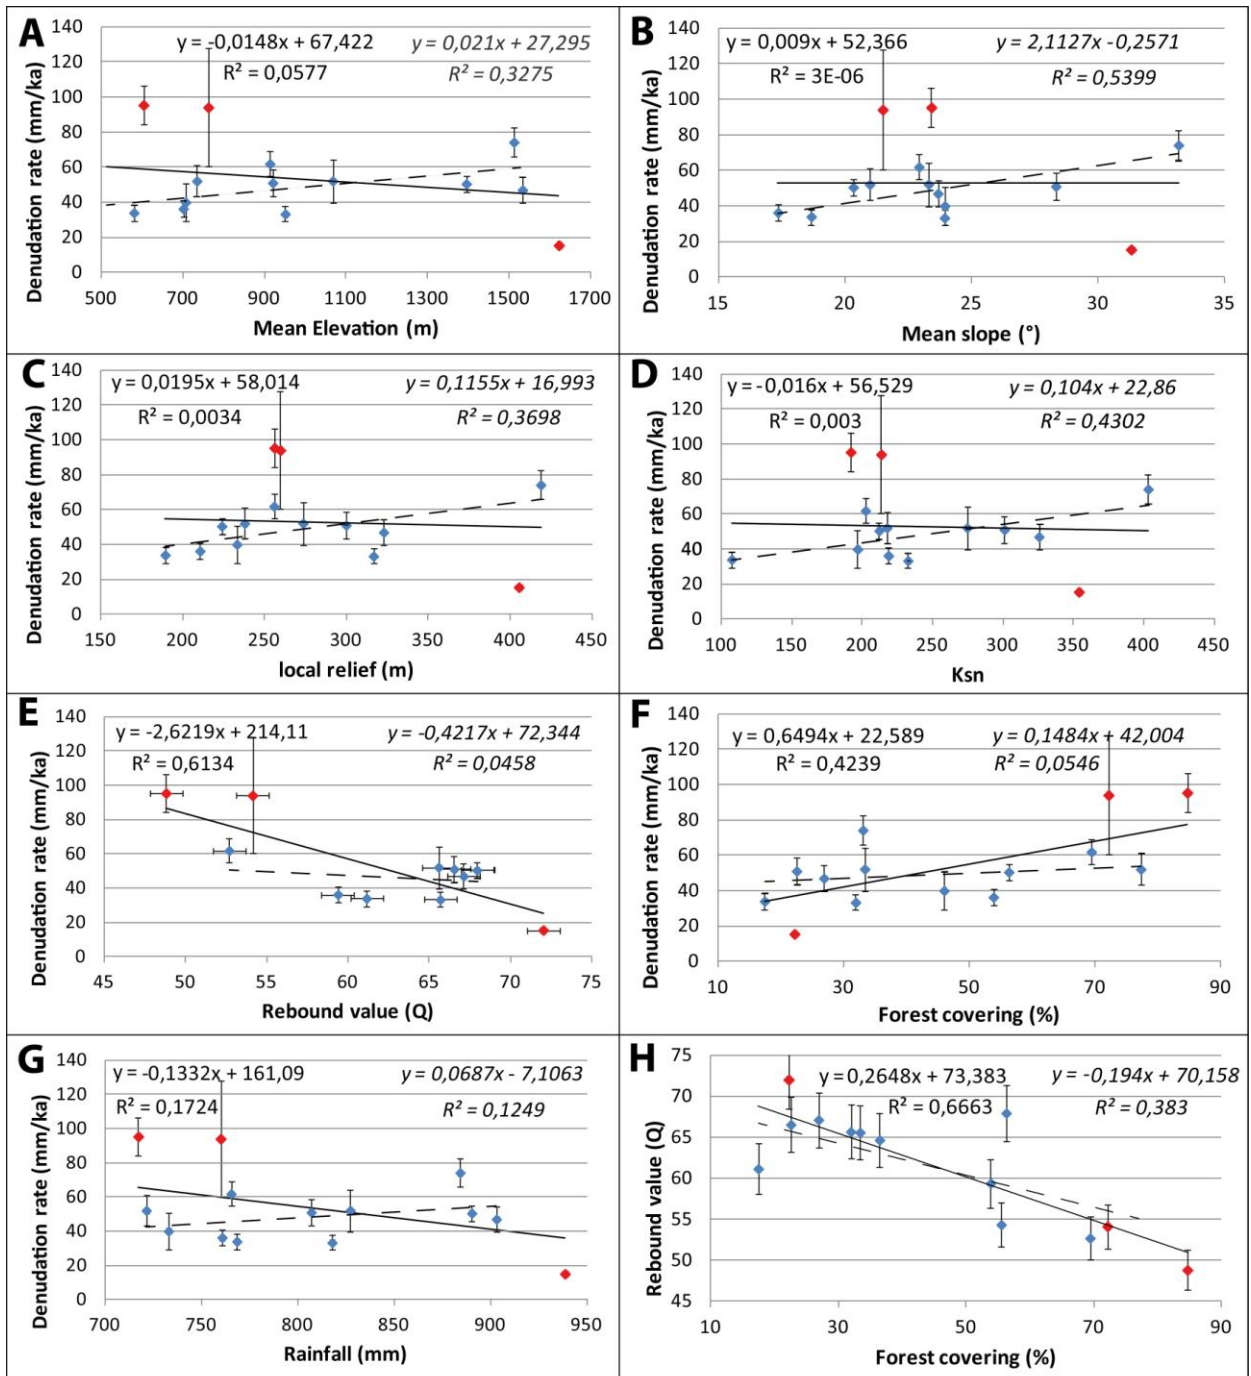 A
y = -0,0148x + 67,422
R² = 0,0577
y = 0,021x + 27,295
R² = 0,3275
Denudation rate (mm/ka)
140
120
100
80
60
40
20
0
500 700 900 1100 1300 1500 1700
Mean Elevation (m)
B
y = 0,009x + 52,366
R² = 3E-06
y = 2,1127x -0,2571
R² = 0,5399
Denudation rate (mm/ka)
140
120
100
80
60
40
20
0
15 20 25 30 35
Mean slope (°)
C
y = 0,0195x + 58,014
R² = 0,0034
y = 0,1155x + 16,993
R² = 0,3698
Denudation rate (mm/ka)
140
120
100
80
60
40
20
0
150 200 250 300 350 400 450
local relief (m)
D
y = -0,016x + 56,529
R² = 0,003
y = 0,104x + 22,86
R² = 0,4302
Denudation rate (mm/ka)
140
120
100
80
60
40
20
0
100 150 200 250 300 350 400 450
Ksn
E
y = -2,6219x + 214,11
R² = 0,6134
y = -0,4217x + 72,344
R² = 0,0458
Denudation rate (mm/ka)
140
120
100
80
60
40
20
0
45 50 55 60 65 70 75
Rebound value (Q)
F
y = 0,6494x + 22,589
R² = 0,4239
y = 0,1484x + 42,004
R² = 0,0546
Denudation rate (mm/ka)
140
120
100
80
60
40
20
0
10 30 50 70 90
Forest covering (%)
G
y = -0,1332x + 161,09
R² = 0,1724
y = 0,0687x - 7,1063
R² = 0,1249
Denudation rate (mm/ka)
140
120
100
80
60
40
20
0
700 750 800 850 900 950
Rainfall (mm)
H
y = 0,2648x + 73,383
R² = 0,6663
y = -0,194x + 70,158
R² = 0,383
Rebound value (Q)
75
70
65
60
55
50
45
10 30 50 70 90
Forest covering (%)